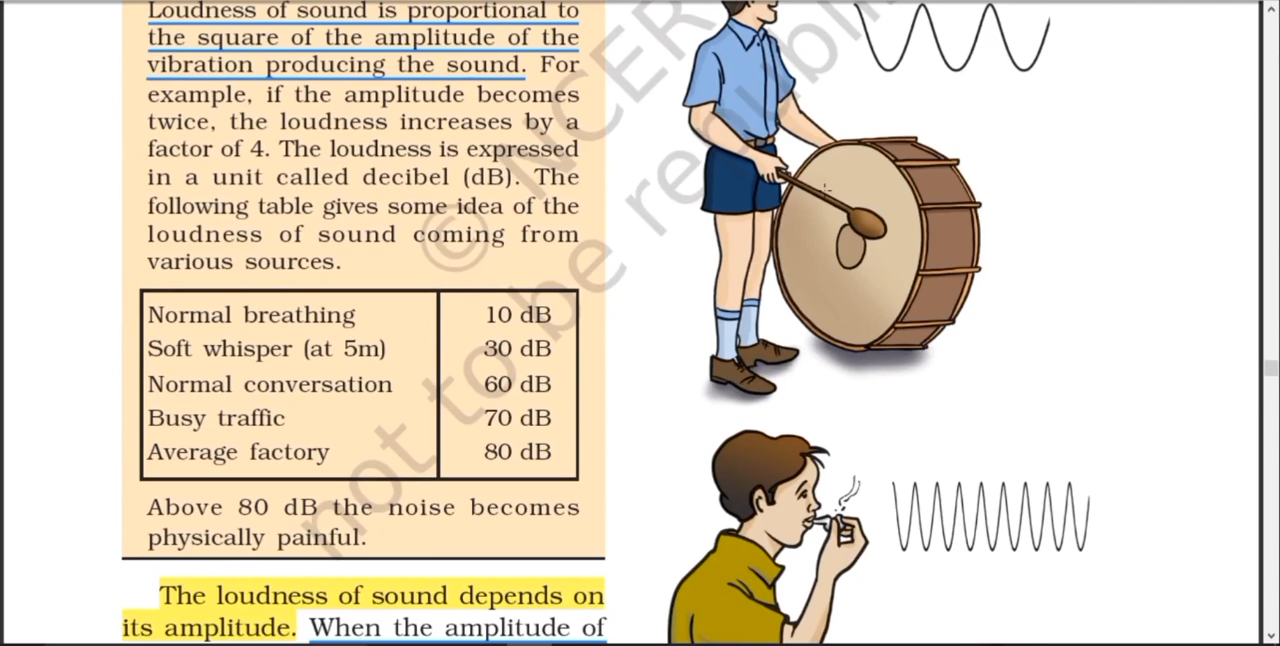 Loudness of sound is proportional to
the square of the amplitude of the
vibration producing the sound. For
example, if the amplitude becomes
twice, the loudness increases by a
factor of 4. The loudness is expressed
in a unit called decibel (dB). The
following table gives some idea of the
loudness of sound coming from
various sources.
Normal breathing 10 dB
Soft whisper (at 5m) 30 dB
Normal conversation 60 dB
Busy traffic 70 dB
Average factory 80 dB
Above 80 dB the noise becomes
physically painful.
The loudness of sound depends on
its amplitude. When the amplitude of
© NCER
not to be republi